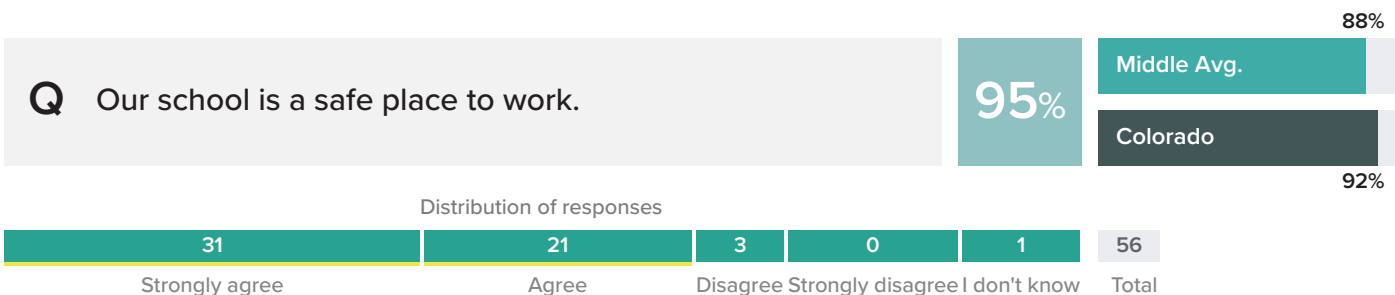 88%
Q Our school is a safe place to work.
95%
Middle Avg.
Colorado
92%
Distribution of responses
31 21 3 0 1 56
Strongly agree Agree Disagree Strongly disagree I don't know Total